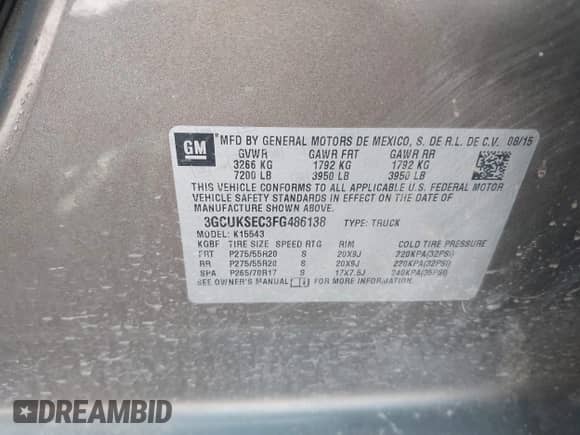 GM
MFD BY GENERAL MOTORS DE MEXICO, S. DE R.L. DE C.V. 08/15
GVWR GAWR FRT GAWR RR
3266 KG 1792 KG 1792 KG
7200 LB 3950 LB 3950 LB
THIS VEHICLE CONFORMS TO ALL APPLICABLE U.S. FEDERAL MOTOR
VEHICLE SAFETY STANDARDS IN EFFECT ON THE DATE OF
MANUFACTURE SHOWN ABOVE.
3GCUKSEC3FG486138 TYPE: TRUCK
MODEL: K15543
KGBF TIRE SIZE SPEED RTG RIM COLD TIRE PRESSURE
FRT P275/55R20 S 20X9J 220KPA(32PSI)
RR P275/55R20 S 20X9J 220KPA(32PSI)
SPA P265/70R17 S 17X7.5J 240KPA(35PSI)
SEE OWNER'S MANUAL FOR MORE INFORMATION.
DREAMBID